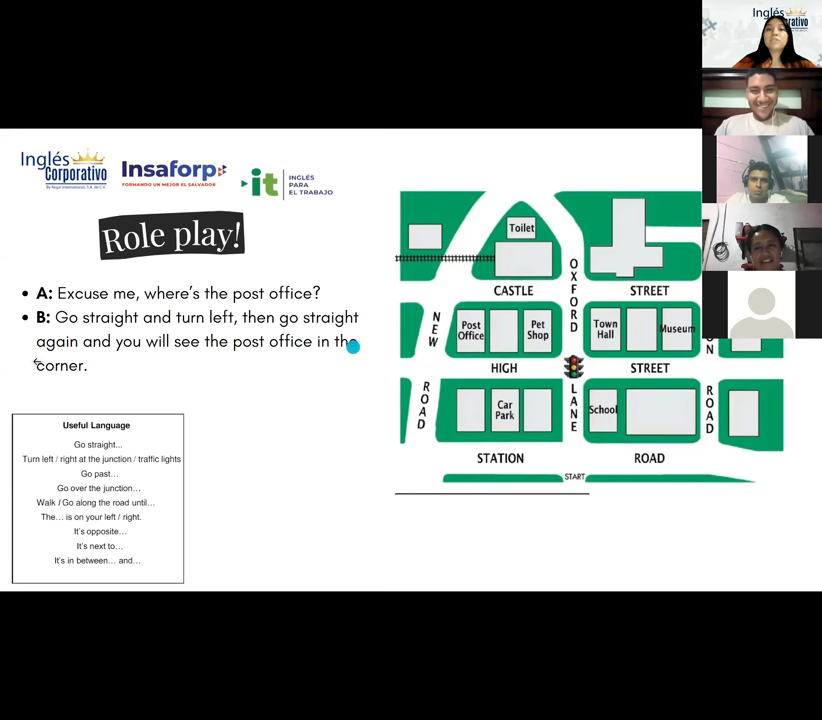 Inglés
Corporativo
By Regal International, S.A. de C.V.
Insaforp
FORMANDO UN MEJOR EL SALVADOR
it
INGLÉS
PARA
EL TRABAJO
Role play!
A: Excuse me, where's the post office?
B: Go straight and turn left, then go straight
again and you will see the post office in the
corner.
Useful Language
Go straight...
Turn left / right at the junction / traffic lights
Go past...
Go over the junction...
Walk / Go along the road until...
The... is on your left / right.
It's opposite...
It's next to...
It's in between... and...
Toilet
CASTLE
STREET
OXFORD
LANE
NEW
ROAD
Post
Office
Pet
Shop
Town
Hall
Museum
HIGH
STREET
Car
Park
School
ROAD
STATION
ROAD
START
Inglés